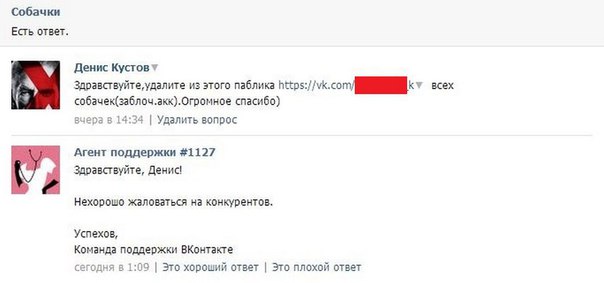 Собачки
Есть ответ.
Денис Кустов
Здравствуйте,удалите из этого паблика https://vk.com/ k всех
собачек(заблоч.акк).Огромное спасибо)
вчера в 14:34 | Удалить вопрос
Агент поддержки #1127
Здравствуйте, Денис!
Нехорошо жаловаться на конкурентов.
Успехов,
Команда поддержки ВКонтакте
сегодня в 1:09 | Это хороший ответ | Это плохой ответ